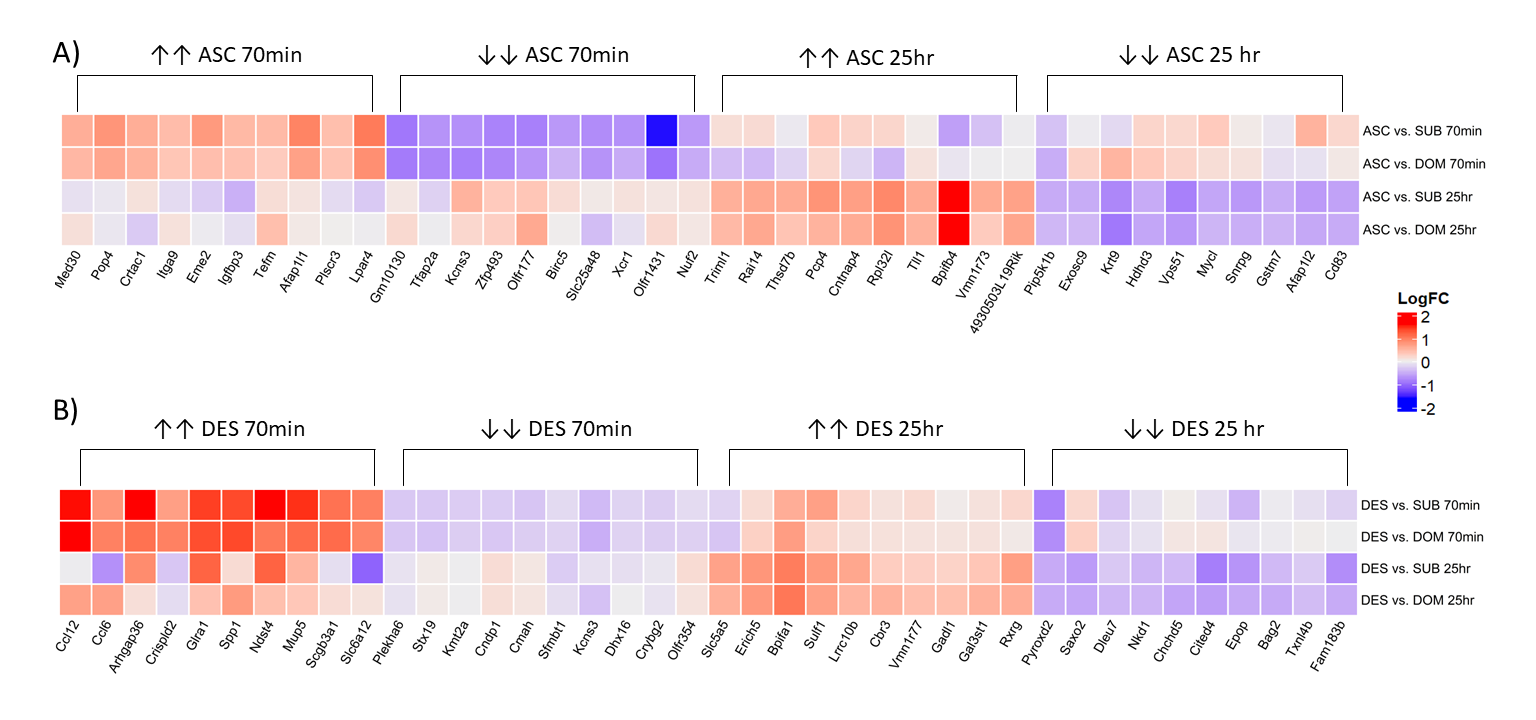 A)
↑↑ ASC 70min
↓↓ ASC 70min
↑↑ ASC 25hr
↓↓ ASC 25 hr
ASC vs. SUB 70min
ASC vs. DOM 70min
ASC vs. SUB 25hr
ASC vs. DOM 25hr
Med30
Pop4
Crtac1
Itga9
Eme2
Igfbp3
Tefm
Afap1l1
Plscr3
Lpar4
Gm10130
Tfap2a
Kcns3
Zfp493
Olfr177
Birc5
Slc25a48
Xcr1
Olfr1431
Nuf2
Triml1
Rai14
Thsd7b
Pcp4
Cntnap4
Rpl32l
Tll1
Bpifb4
Vmn1r73
4930503L19Rik
Pip5k1b
Exosc9
Krt9
Hdhd3
Vps51
Mycl
Snrpg
Gstm7
Afap1l2
Cd83
LogFC
2
1
0
-1
-2
B)
↑↑ DES 70min
↓↓ DES 70min
↑↑ DES 25hr
↓↓ DES 25 hr
DES vs. SUB 70min
DES vs. DOM 70min
DES vs. SUB 25hr
DES vs. DOM 25hr
Ccl12
Ccl6
Arhgap36
Crispld2
Glra1
Spp1
Ndst4
Mup5
Scgb3a1
Slc6a12
Plekha6
Stx19
Kmt2a
Cndp1
Cmah
Sfmbt1
Kcns3
Dhx16
Crybg2
Olfr354
Slc5a5
Erich5
Bpifa1
Sulf1
Lrrc10b
Cbr3
Vmn1r77
Gadl1
Gal3st1
Rxrg
Pyroxd2
Saxo2
Dleu7
Nkd1
Chchd5
Cited4
Epop
Bag2
Txnl4b
Fam183b